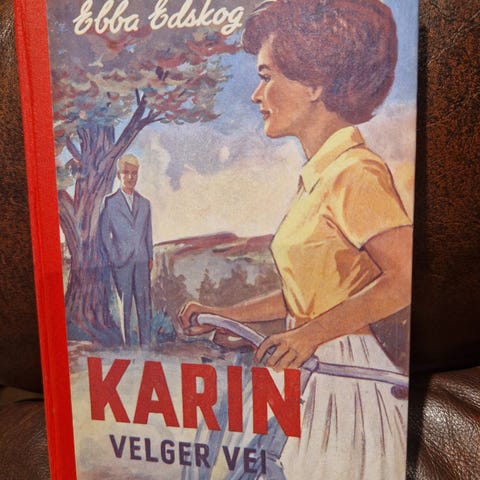 Ebba Edskog
KARIN
VELGER VEI